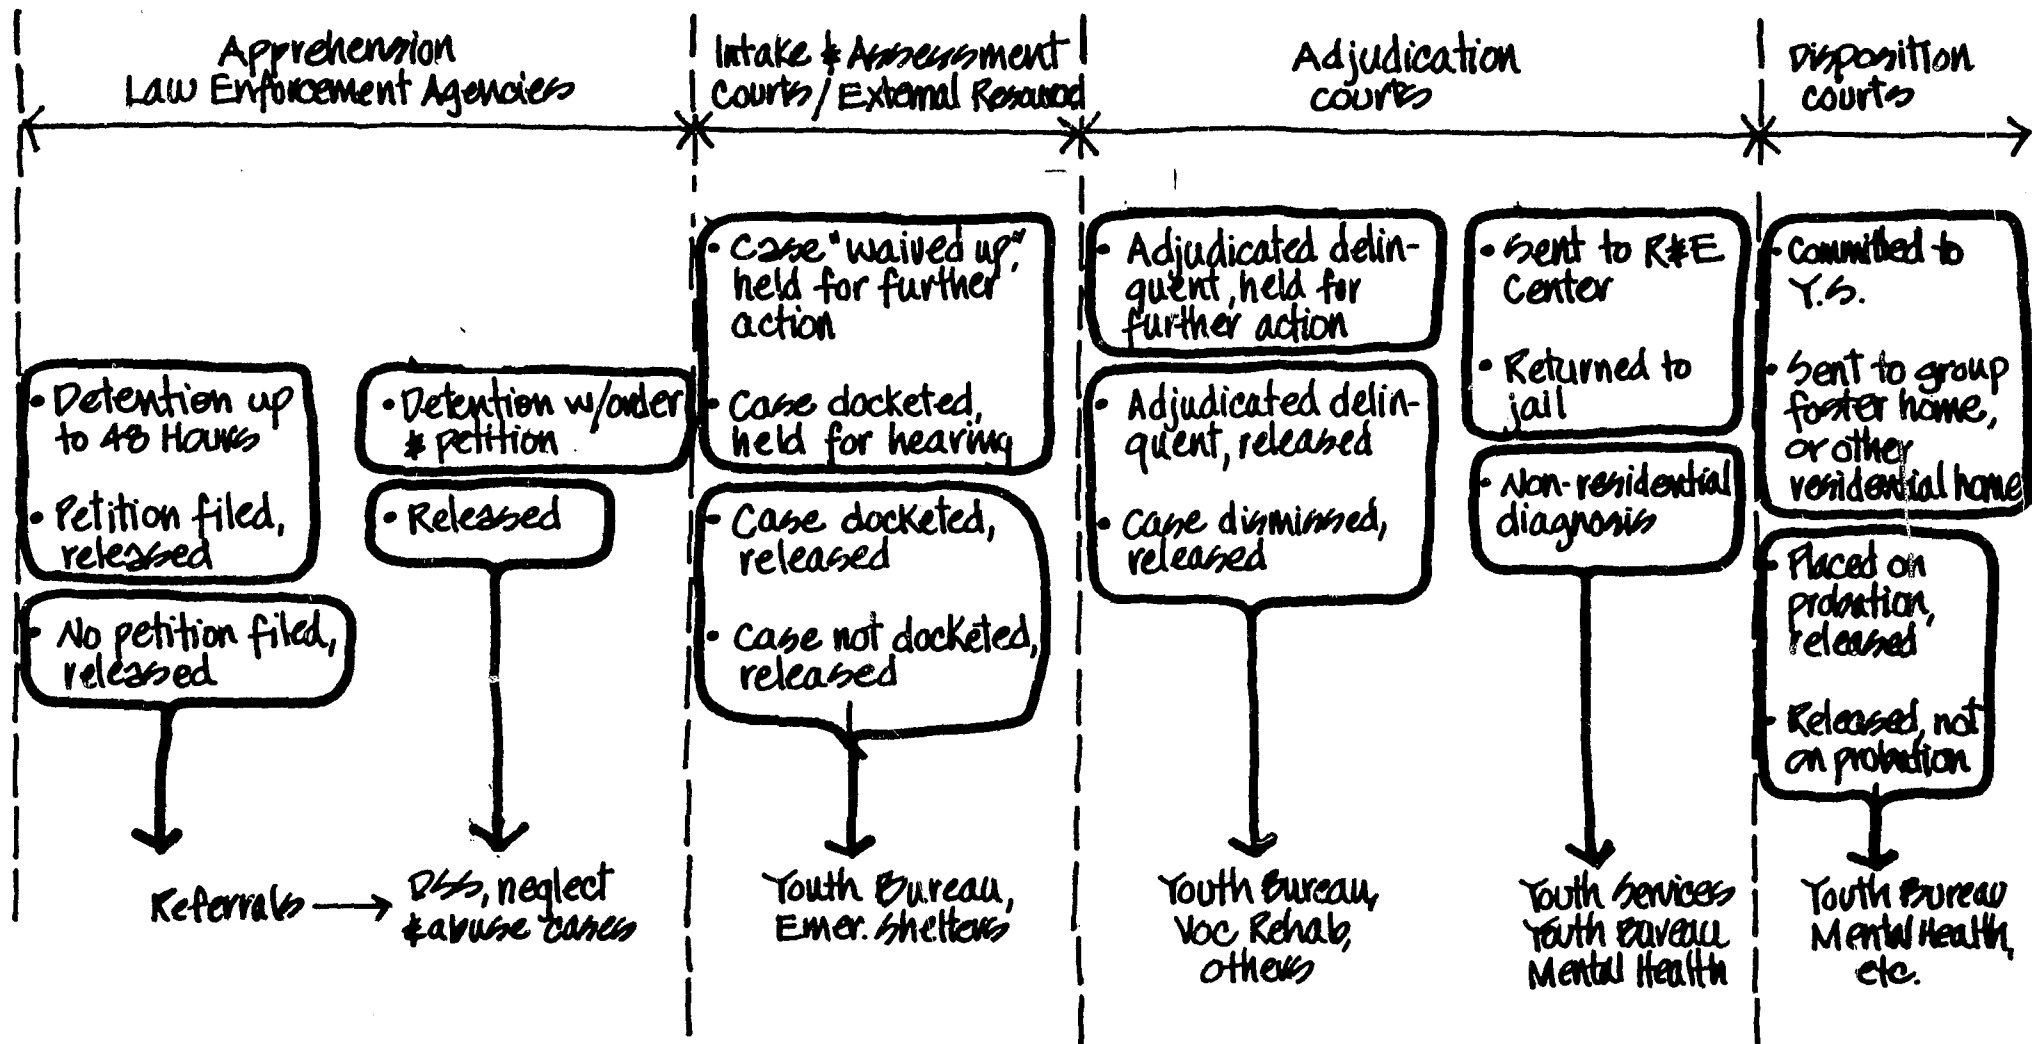 Apprehension
Law Enforcement Agencies
Intake & Assessment
Courts/External
Adjudication
Courts
Disposition
Courts
• Detention up
to 48 Hours
• Petition filed,
released
• No petition filed,
released
• Detention w/order
& petition
• Released
• Case "waived up",
held for further
action
• Case docketed,
held for hearing
• Case docketed,
released
• Case not docketed,
released
• Adjudicated delin-
quent, held for
further action
• Adjudicated delin-
quent, released
• Case dismissed,
released
• Sent to R&E
Center
• Returned to
jail
• Non-residential
diagnosis
• Committed to
Y.S.
• Sent to group
foster home,
or other
residential home
• Placed on
probation,
released
• Released, not
on probation
Referrals →
DSS, neglect
& abuse cases
Youth Bureau,
Emer. Shelters
Youth Bureau,
Voc Rehab,
others
Youth Services
Youth Bureau
Mental Health
Youth Bureau
Mental Health,
etc.